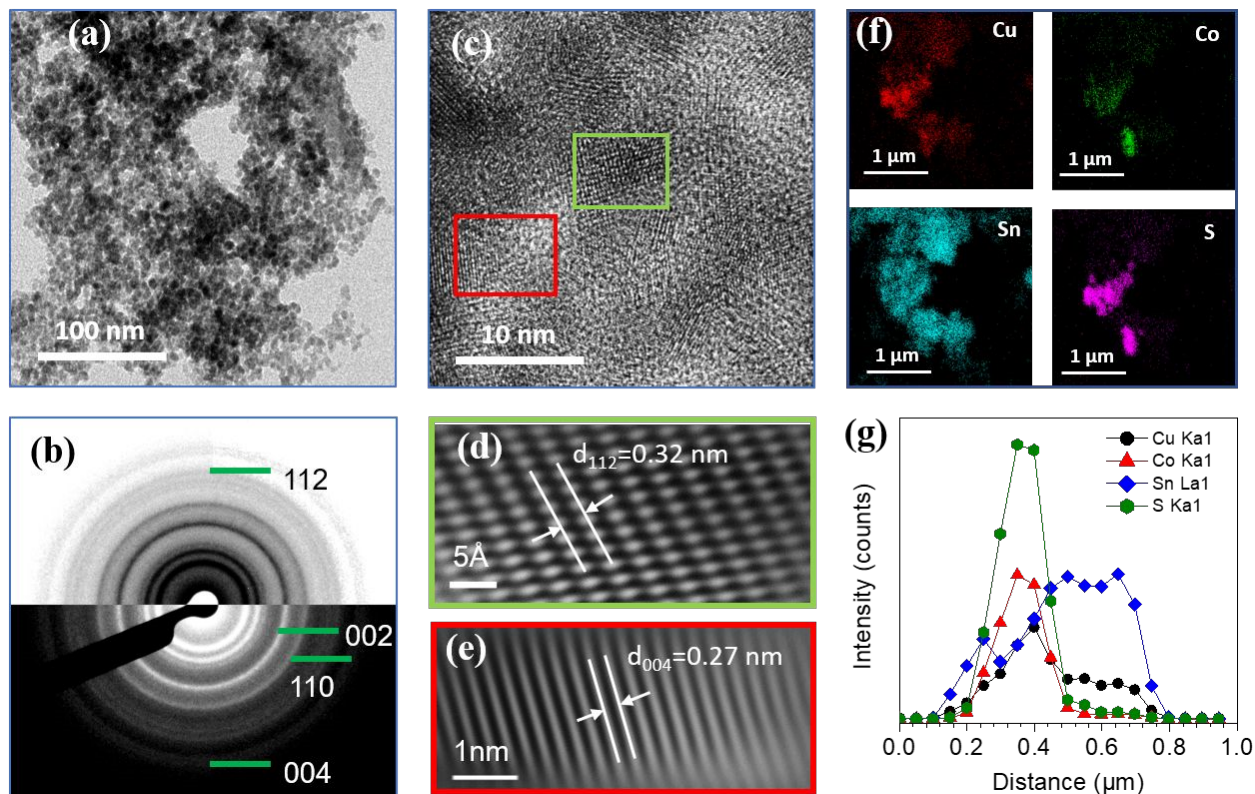 (a)
100 nm
(b)
112
002
110
004
(c)
10 nm
(d)
d112=0.32 nm
5Å
(e)
d004=0.27 nm
1nm
(f)
Cu
1 µm
Co
1 µm
Sn
1 µm
S
1 µm
(g)
Cu Ka1
Co Ka1
Sn La1
S Ka1
Intensity (counts)
0.0 0.2 0.4 0.6 0.8 1.0
Distance (µm)